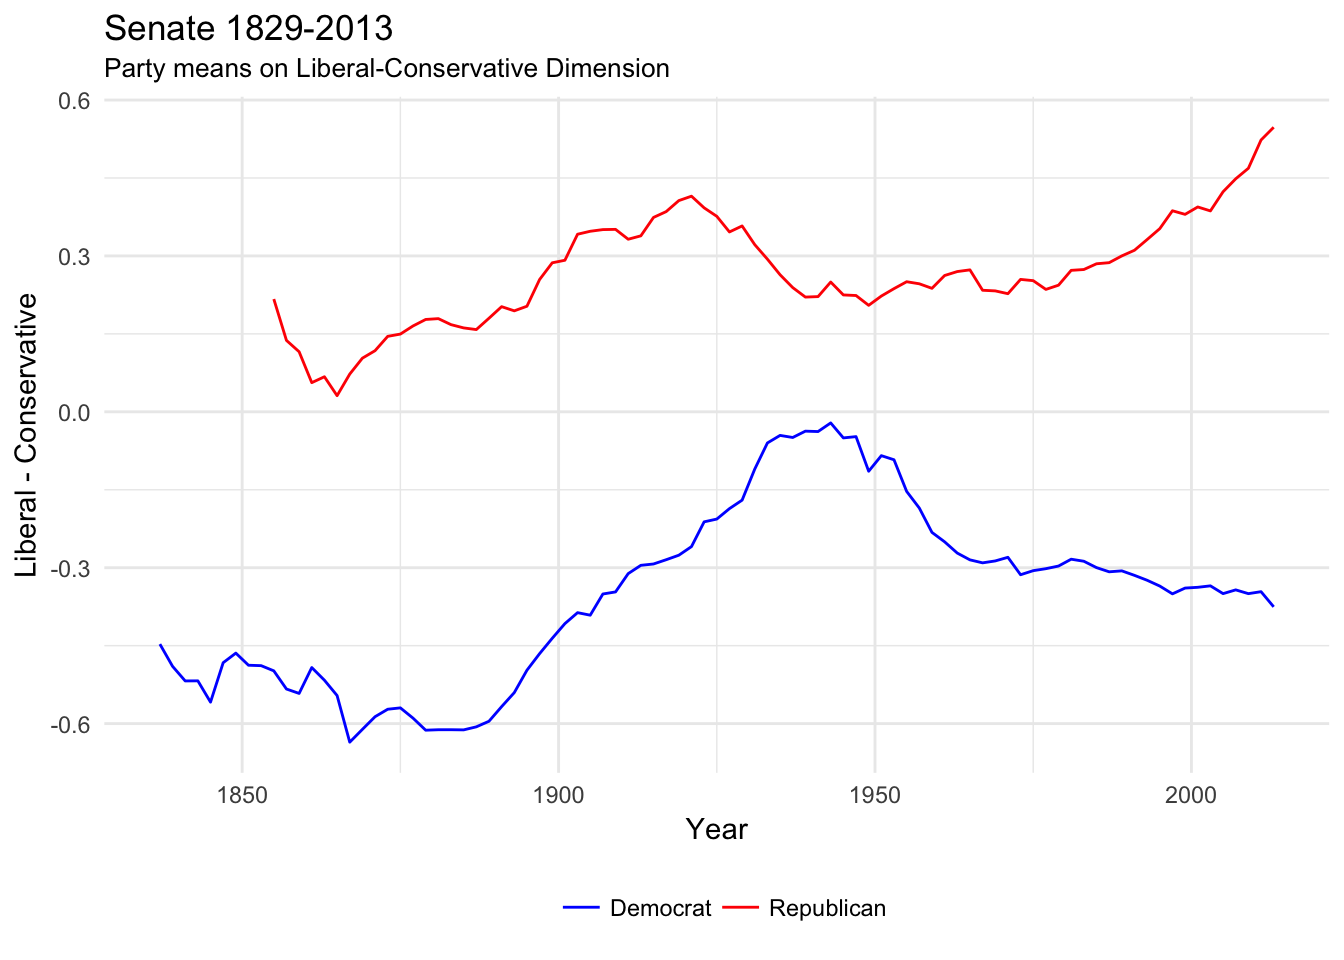 Senate 1829-2013
Party means on Liberal-Conservative Dimension
0.6
0.3
0.0
-0.3
-0.6
Liberal - Conservative
1850 1900 1950 2000
Year
Democrat Republican